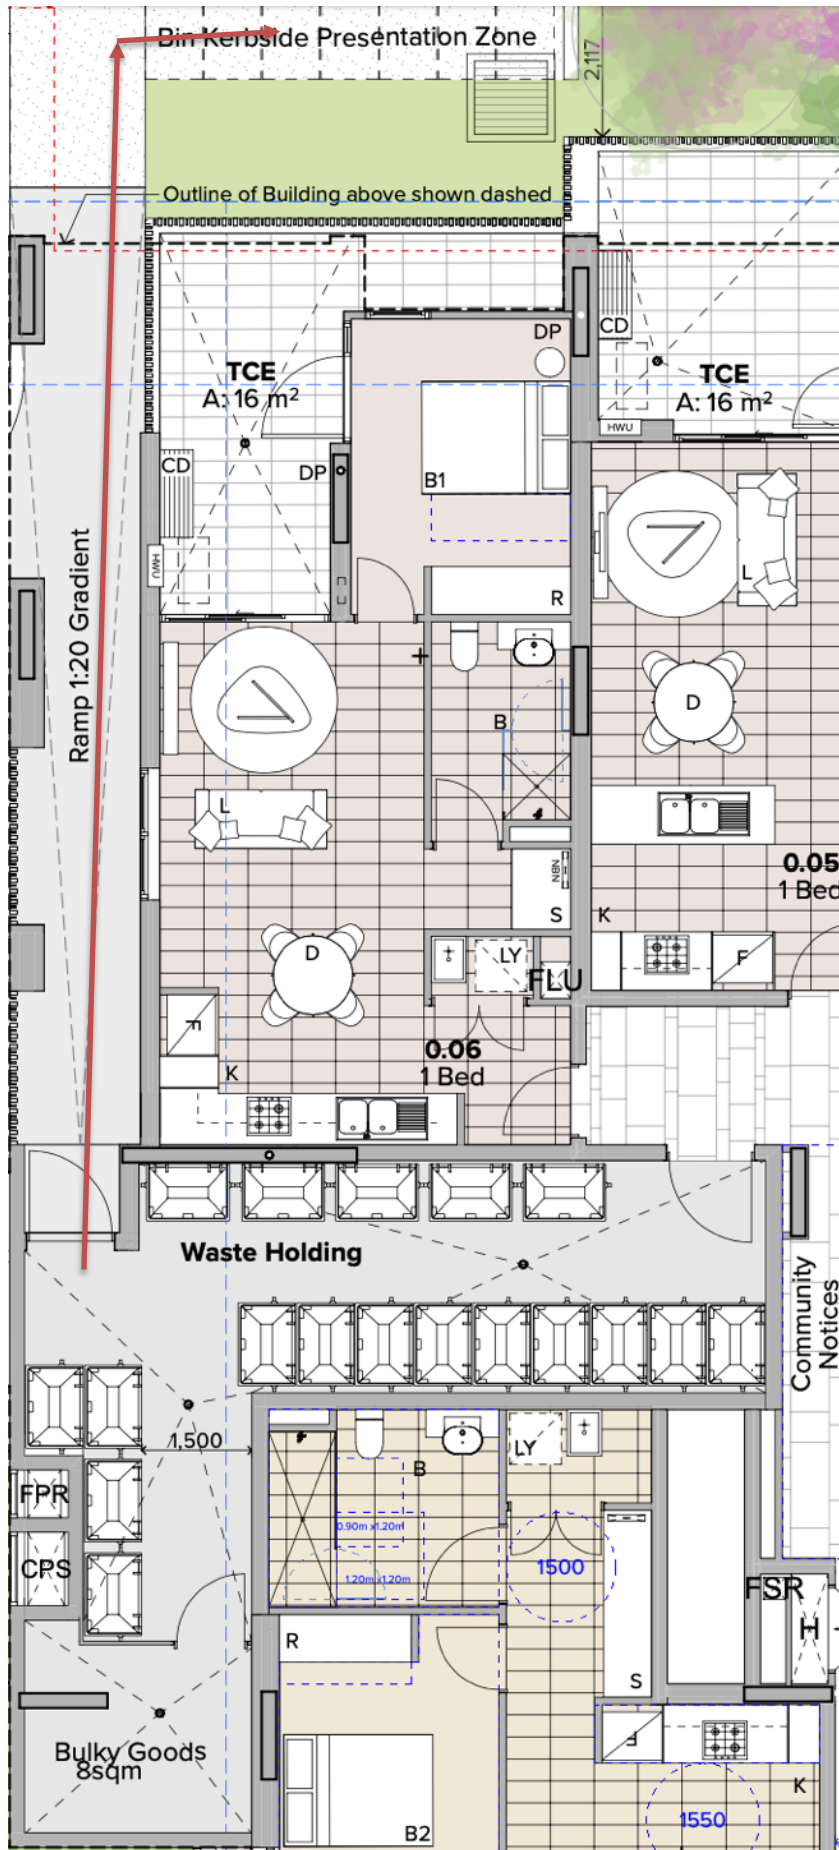 Bin Kerbside Presentation Zone
2,117
Outline of Building above shown dashed
DP
CD
TCE
A: 16 m²
TCE
A: 16 m²
HWU
CD
DP
B1
HWU
L
R
Ramp 1:20 Gradient
B
D
L
NBN
0.05
1 Bed
S
K
D
LY
F
FLU
F
0.06
1 Bed
K
Waste Holding
Community
Notices
1,500
B
LY
FPR
0.90m x1.20m
1500
CPS
1.20m x1.20m
FSR
H
R
S
F
Bulky Goods
8sqm
K
1550
B2